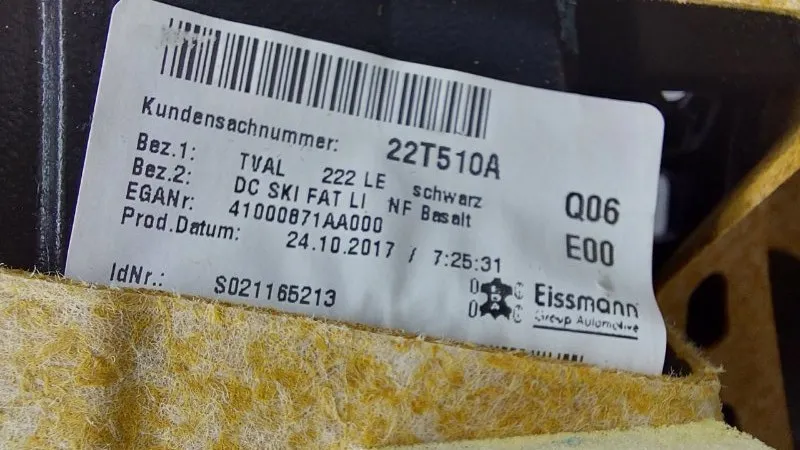 Kundensachnummer: 22T510A
Bez.1: TVAL 222 LE schwarz
Bez.2: DC SKI FAT LI NF Basalt
EGANr: 41000871AA000
Prod.Datum: 24.10.2017 / 7:25:31
IdNr.: S021165213
Q06
E00
Eissmann
Group Automotive